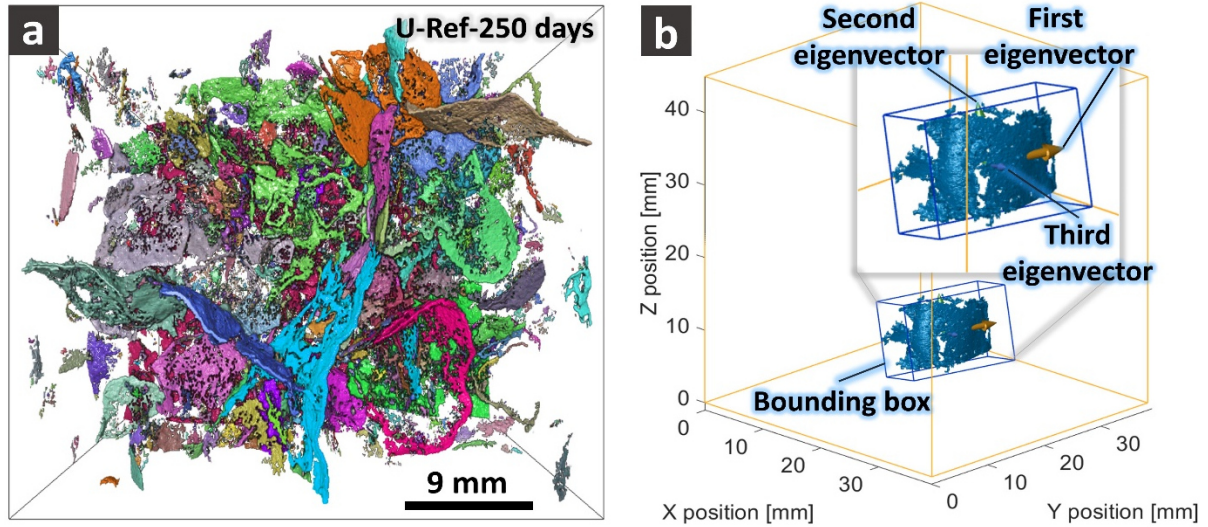 a
U-Ref-250 days
9 mm
b
Second
eigenvector
First
eigenvector
Third
eigenvector
Bounding box
Z position [mm]
40
30
20
10
0
0
10
20
30
X position [mm]
0
10
20
30
Y position [mm]